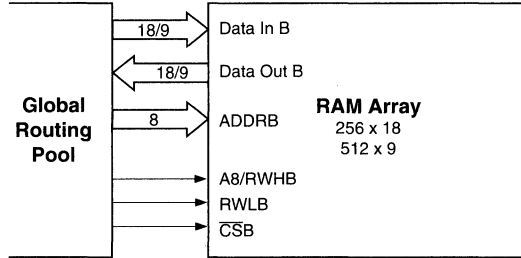 18/9
Data In B
18/9
Data Out B
Global
Routing
Pool
8
ADDRB
RAM Array
256 x 18
512 x 9
A8/RWHB
RWLB
C̅S̅B